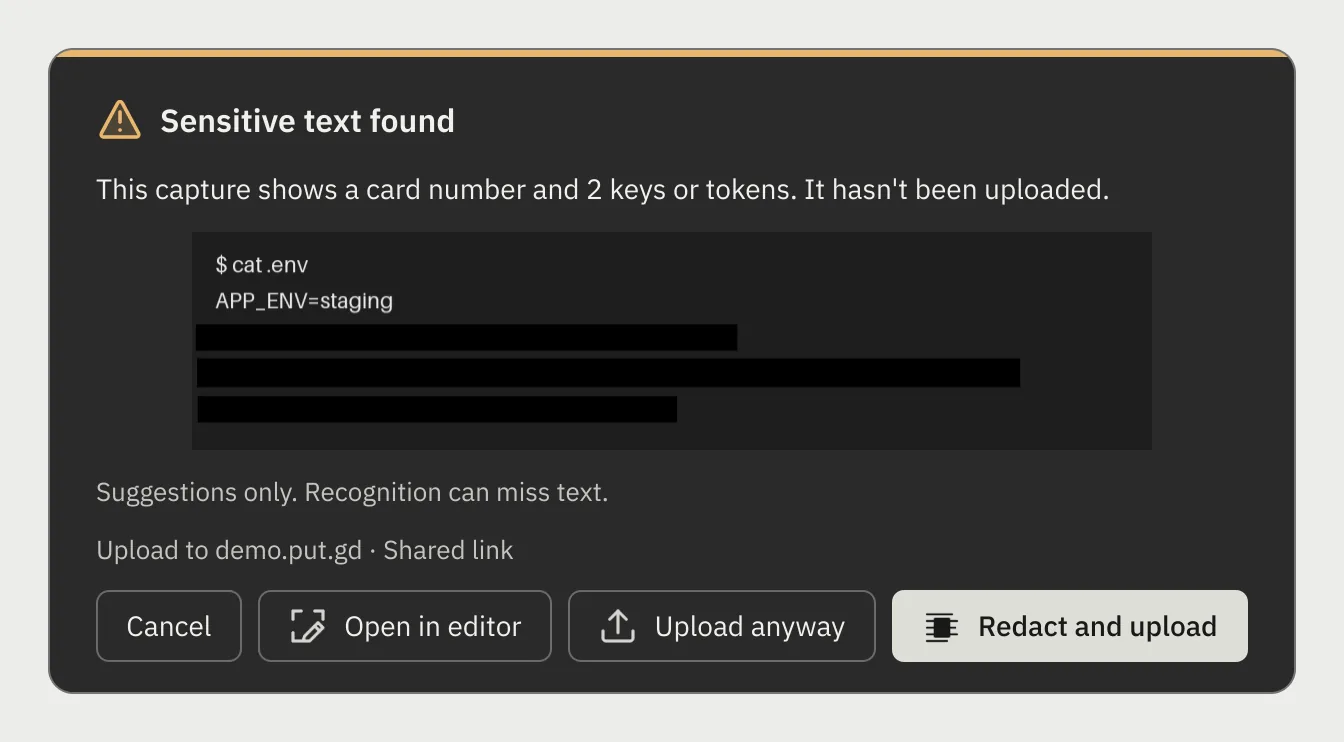 Sensitive text found
This capture shows a card number and 2 keys or tokens. It hasn't been uploaded.
$ cat .env
APP_ENV=staging
Suggestions only. Recognition can miss text.
Upload to demo.put.gd · Shared link
Cancel
Open in editor
Upload anyway
Redact and upload